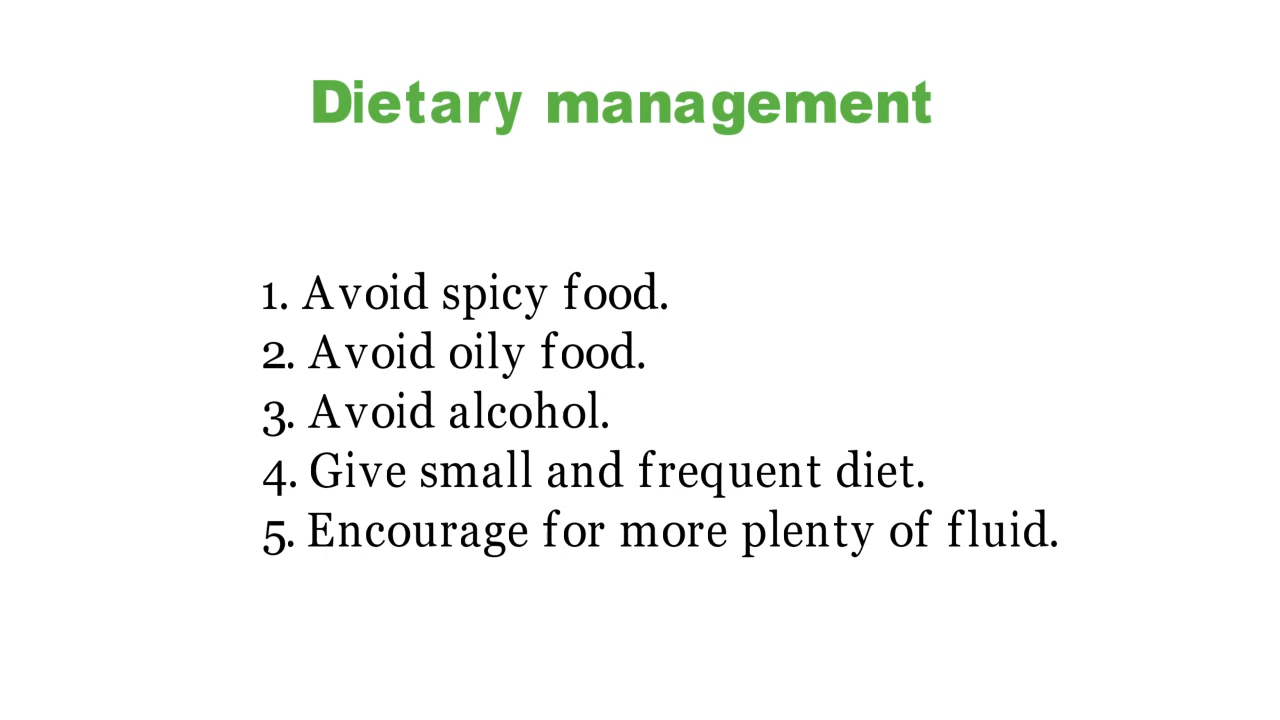 Dietary management
1. Avoid spicy food.
2. Avoid oily food.
3. Avoid alcohol.
4. Give small and frequent diet.
5. Encourage for more plenty of fluid.